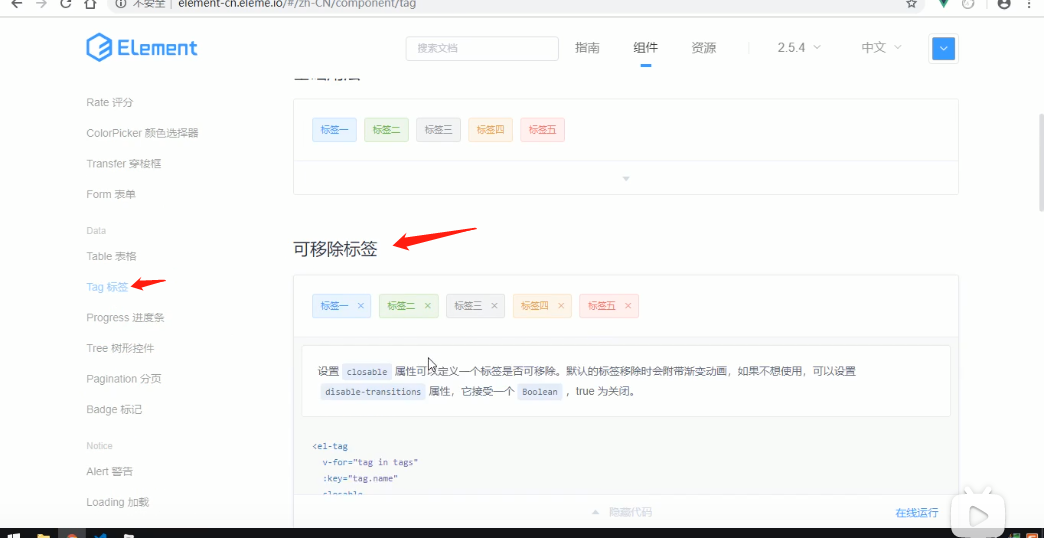 不安全 | element-cn.eleme.io/#/zh-CN/component/tag
Element
搜索文档
指南
组件
资源
2.5.4
中文
Rate 评分
ColorPicker 颜色选择器
Transfer 穿梭框
Form 表单
Data
Table 表格
Tag 标签
Progress 进度条
Tree 树形控件
Pagination 分页
Badge 标记
Notice
Alert 警告
Loading 加载
标签一
标签二
标签三
标签四
标签五
可移除标签
标签一 ×
标签二 ×
标签三 ×
标签四 ×
标签五 ×
设置 closable 属性可以定义一个标签是否可移除。默认的标签移除时会附带渐变动画，如果不想使用，可以设置
disable-transitions 属性，它接受一个 Boolean ，true 为关闭。
<el-tag
v-for="tag in tags"
:key="tag.name"
closable
隐藏代码
在线运行